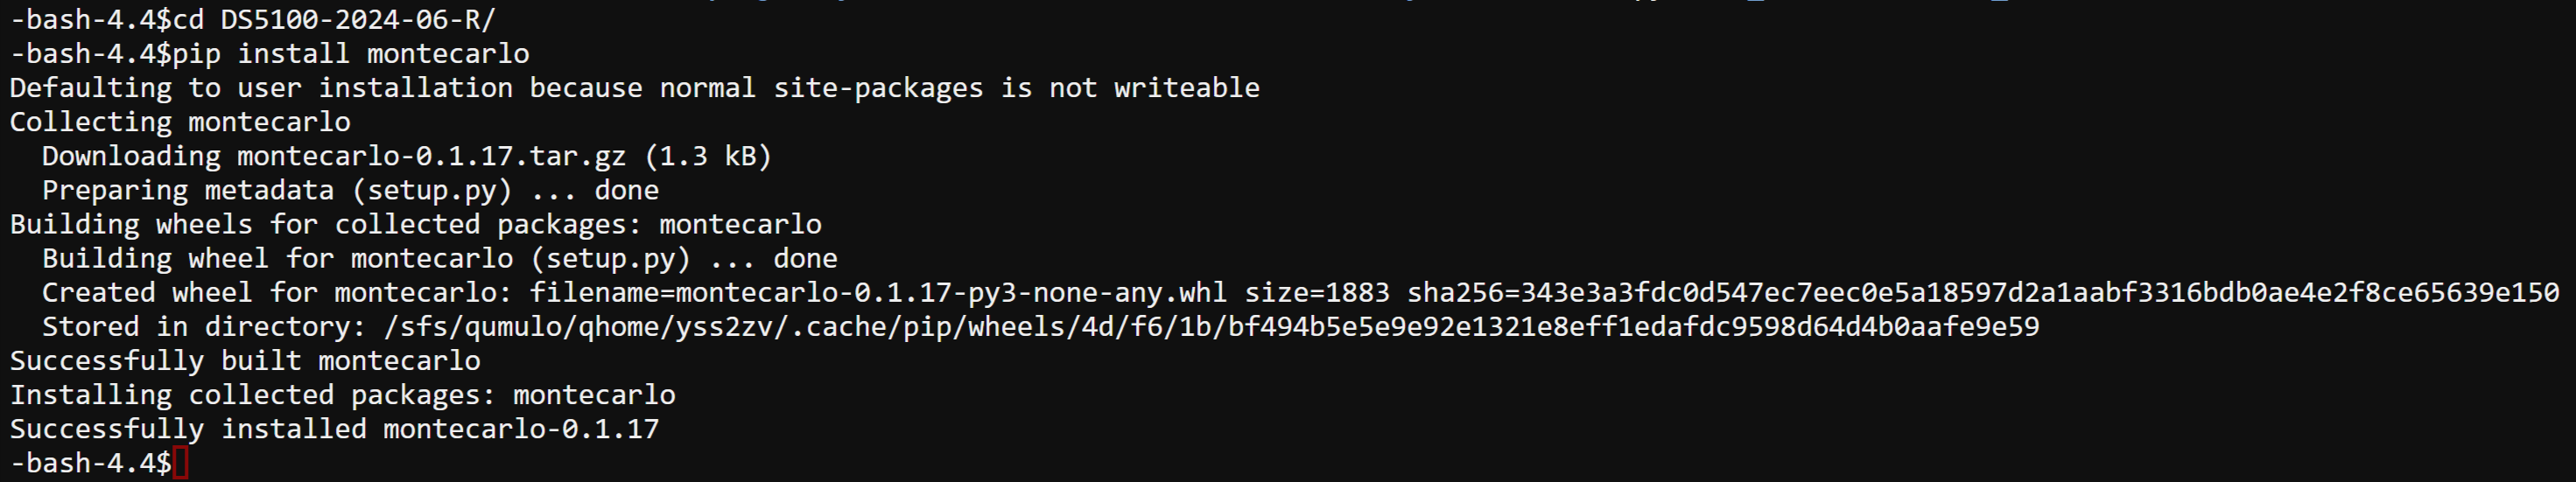 -bash-4.4$cd DS5100-2024-06-R/
-bash-4.4$pip install montecarlo
Defaulting to user installation because normal site-packages is not writeable
Collecting montecarlo
  Downloading montecarlo-0.1.17.tar.gz (1.3 kB)
  Preparing metadata (setup.py) ... done
Building wheels for collected packages: montecarlo
  Building wheel for montecarlo (setup.py) ... done
  Created wheel for montecarlo: filename=montecarlo-0.1.17-py3-none-any.whl size=1883 sha256=343e3a3fdc0d547ec7eec0e5a18597d2a1aabf3316bdb0ae4e2f8ce65639e150
  Stored in directory: /sfs/qumulo/qhome/yss2zv/.cache/pip/wheels/4d/f6/1b/bf494b5e5e9e92e1321e8eff1edafdc9598d64d4b0aafe9e59
Successfully built montecarlo
Installing collected packages: montecarlo
Successfully installed montecarlo-0.1.17
-bash-4.4$